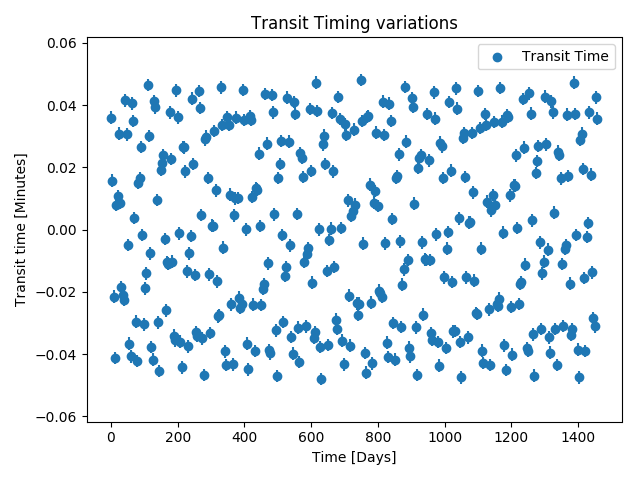 Transit Timing variations
Transit Time
0.06
0.04
0.02
0.00
−0.02
−0.04
−0.06
Transit time [Minutes]
0 200 400 600 800 1000 1200 1400
Time [Days]